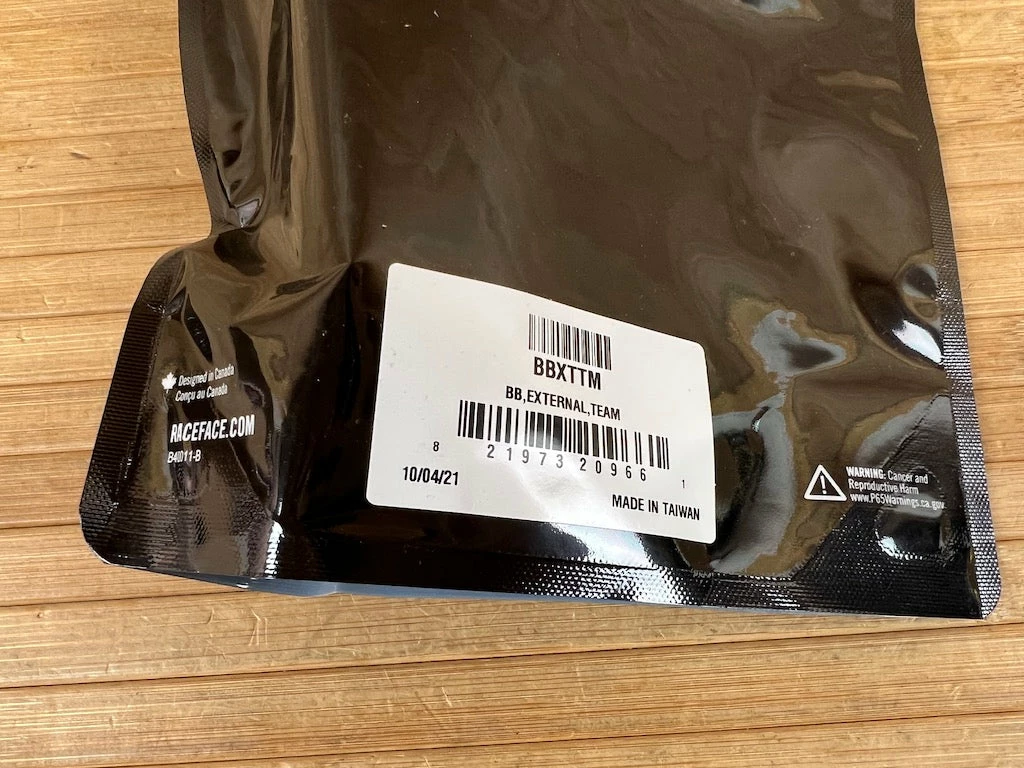 Designed in Canada
Conçu au Canada
RACEFACE.COM
B40011-B
BBXTTM
BB,EXTERNAL,TEAM
8 21973 20966 1
10/04/21
MADE IN TAIWAN
WARNING: Cancer and
Reproductive Harm
www.P65Warnings.ca.gov